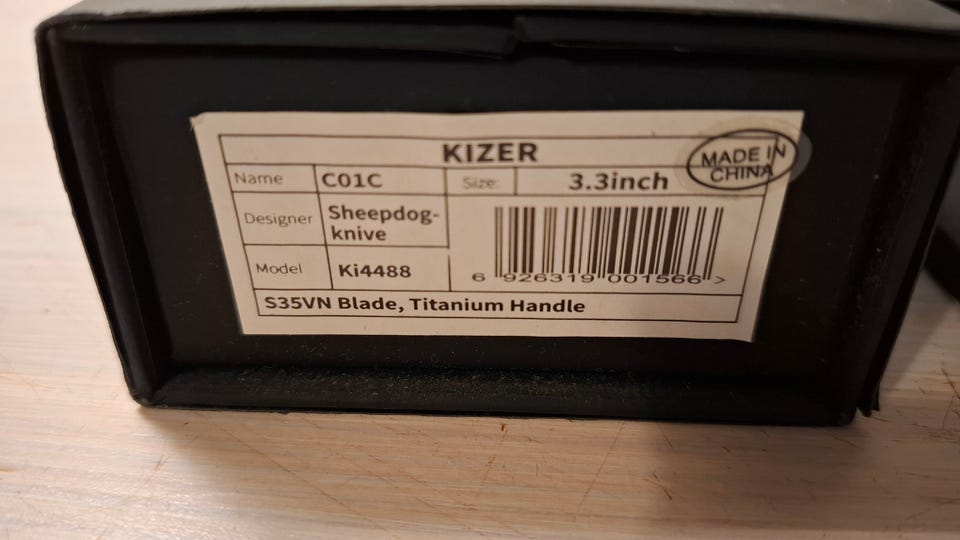 KIZER
MADE IN
CHINA
Name C01C Size: 3.3inch
Designer Sheepdog-
knive
Model Ki4488
6 926319 001566 >
S35VN Blade, Titanium Handle